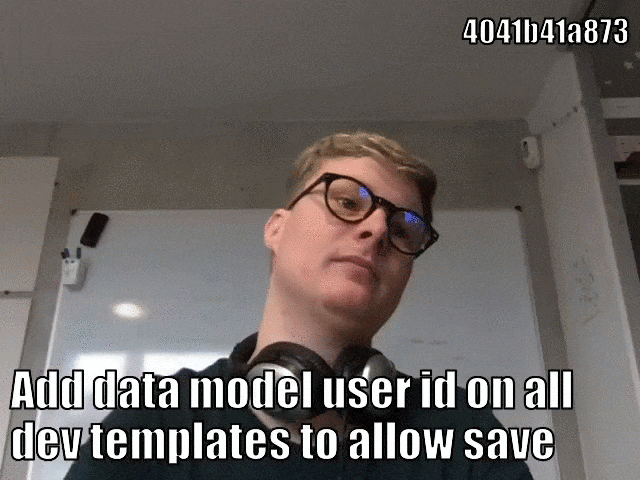 4041b41a873
Add data model user id on all
dev templates to allow save